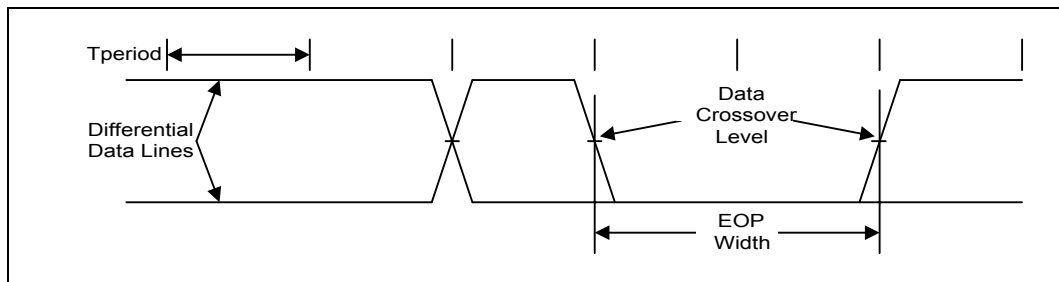 Tperiod
Differential
Data Lines
Data
Crossover
Level
EOP
Width